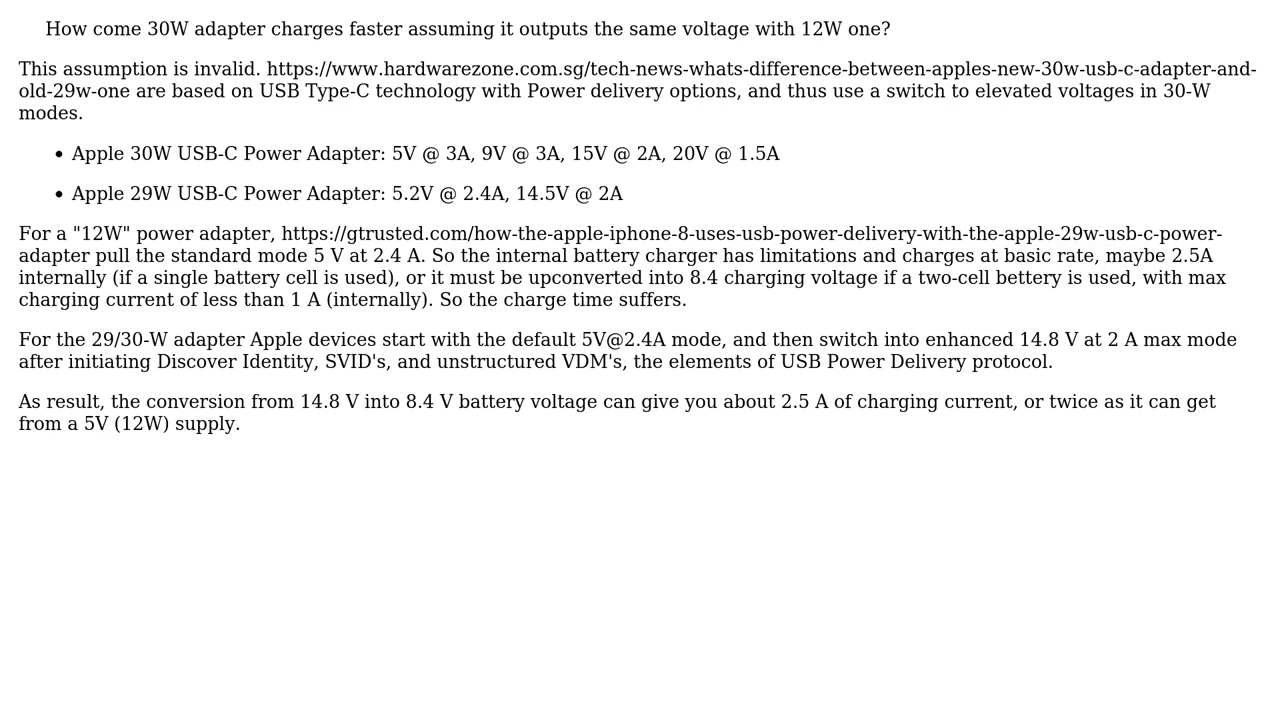 How come 30W adapter charges faster assuming it outputs the same voltage with 12W one?
This assumption is invalid. https://www.hardwarezone.com.sg/tech-news-whats-difference-between-apples-new-30w-usb-c-adapter-and-
old-29w-one are based on USB Type-C technology with Power delivery options, and thus use a switch to elevated voltages in 30-W
modes.
• Apple 30W USB-C Power Adapter: 5V @ 3A, 9V @ 3A, 15V @ 2A, 20V @ 1.5A
• Apple 29W USB-C Power Adapter: 5.2V @ 2.4A, 14.5V @ 2A
For a "12W" power adapter, https://gtrusted.com/how-the-apple-iphone-8-uses-usb-power-delivery-with-the-apple-29w-usb-c-power-
adapter pull the standard mode 5 V at 2.4 A. So the internal battery charger has limitations and charges at basic rate, maybe 2.5A
internally (if a single battery cell is used), or it must be upconverted into 8.4 charging voltage if a two-cell bettery is used, with max
charging current of less than 1 A (internally). So the charge time suffers.
For the 29/30-W adapter Apple devices start with the default 5V@2.4A mode, and then switch into enhanced 14.8 V at 2 A max mode
after initiating Discover Identity, SVID's, and unstructured VDM's, the elements of USB Power Delivery protocol.
As result, the conversion from 14.8 V into 8.4 V battery voltage can give you about 2.5 A of charging current, or twice as it can get
from a 5V (12W) supply.